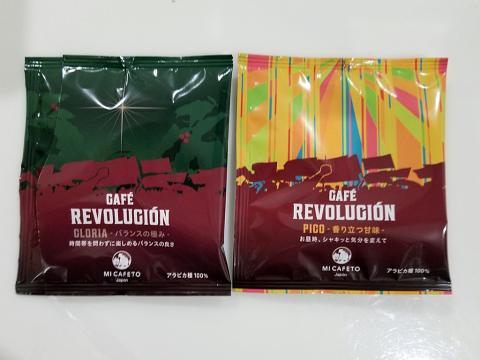 CAFÉ
REVOLUCIÓN
GLORIA - バランスの極み -
時間帯を問わずに楽しめるバランスの良さ
MI CAFETO
Japan
アラビカ種 100%
CAFÉ
REVOLUCIÓN
PICO - 香り立つ甘味 -
お昼時、シャキッと気分を変えて
MI CAFETO
Japan
アラビカ種 100%